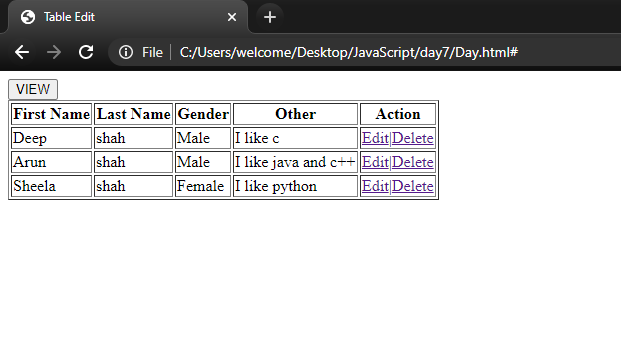 Table Edit
File C:/Users/welcome/Desktop/JavaScript/day7/Day.html#
VIEW
First Name Last Name Gender Other Action
Deep shah Male I like c Edit|Delete
Arun shah Male I like java and c++ Edit|Delete
Sheela shah Female I like python Edit|Delete